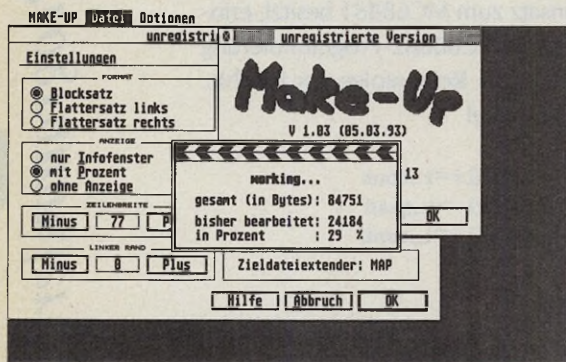 MAKE-UP Datei Optionen
unregistri
unregistrierte Version
Einstellungen
FORMAT
Blocksatz
Flattersatz links
Flattersatz rechts
Make-Up
V 1.03 (05.03.93)
ANZEIGE
nur Infofenster
mit Prozent
ohne Anzeige
working...
gesamt (in Bytes): 84751
bisher bearbeitet: 24184
in Prozent : 29 %
13
OK
ZEILENBREITE
Minus 77 P
LINKER RAND
Minus 0 Plus
Zieldateiextender: MAP
Hilfe Abbruch OK